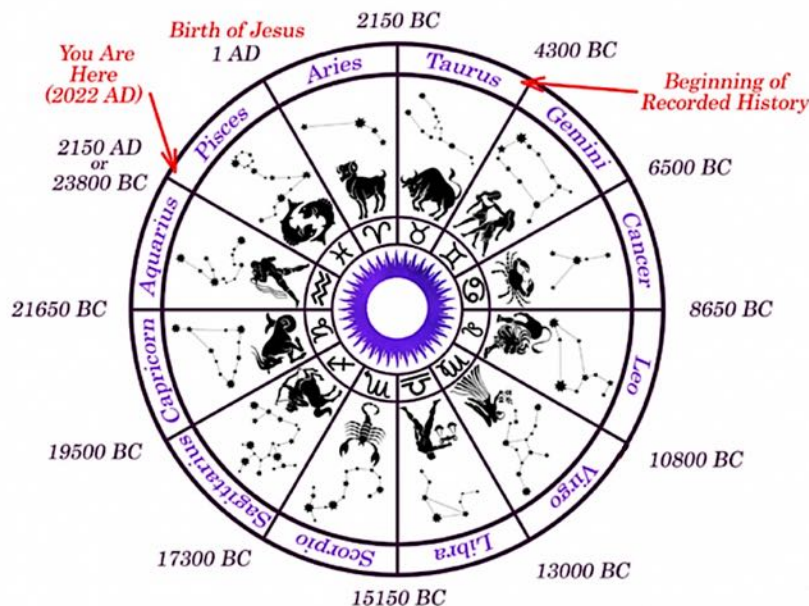 Birth of Jesus
1 AD
2150 BC
4300 BC
You Are
Here
(2022 AD)
Beginning of
Recorded History
2150 AD
or
23800 BC
6500 BC
8650 BC
10800 BC
13000 BC
15150 BC
17300 BC
19500 BC
21650 BC
Aries
Taurus
Gemini
Cancer
Leo
Virgo
Libra
Scorpio
Sagittarius
Capricorn
Aquarius
Pisces
♈
♉
♊
♋
♌
♍
♎
♏
♐
♑
♒
♓